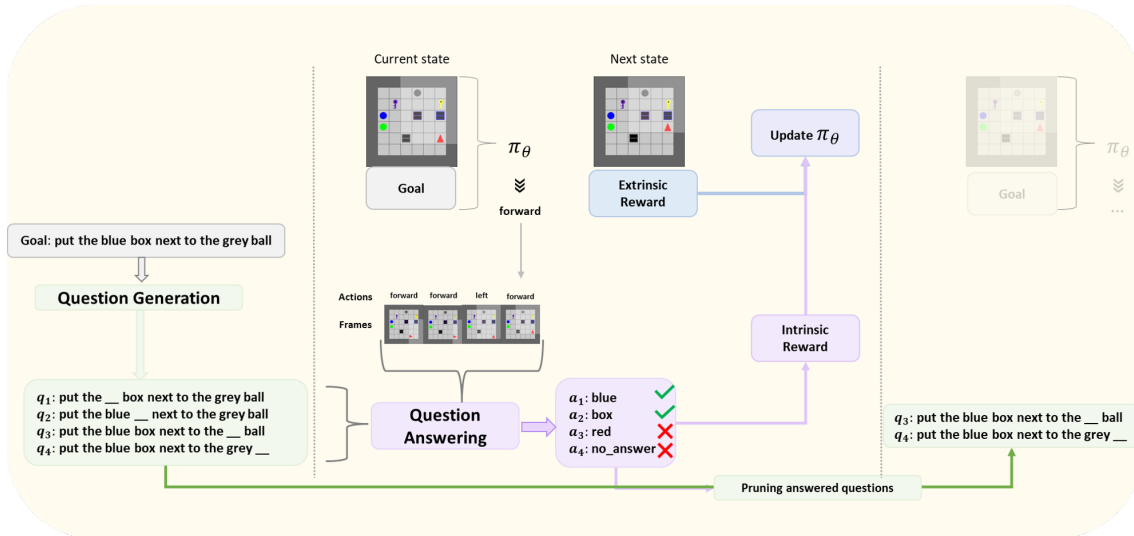 Current state
Next state
Goal
π_θ
forward
Extrinsic
Reward
Update π_θ
Goal
π_θ
...
Goal: put the blue box next to the grey ball
Question Generation
Actions
forward forward left forward
Frames
Intrinsic
Reward
q₁: put the __ box next to the grey ball
q₂: put the blue __ next to the grey ball
q₃: put the blue box next to the __ ball
q₄: put the blue box next to the grey __
Question
Answering
a₁: blue
a₂: box
a₃: red
a₄: no_answer
Pruning answered questions
q₃: put the blue box next to the __ ball
q₄: put the blue box next to the grey __